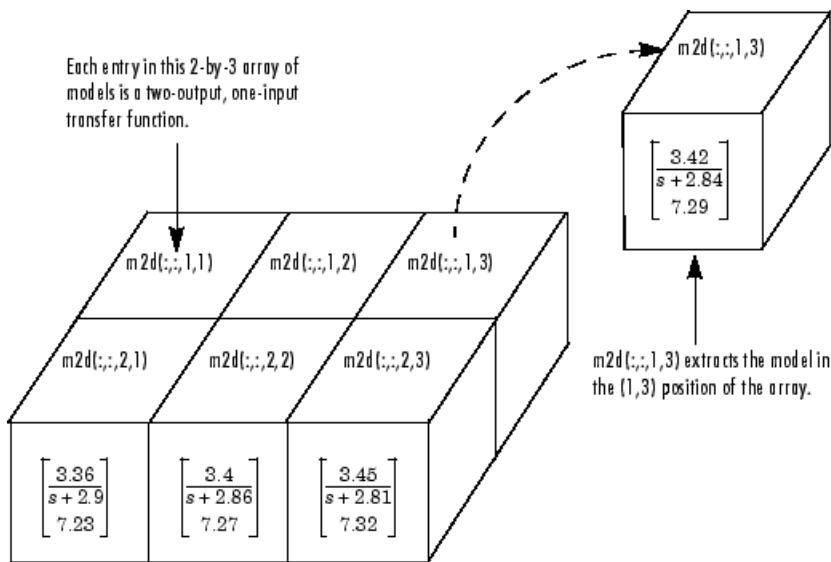 Each entry in this 2-by-3 array of
models is a two-output, one-input
transfer function.
m2d(:,:,1,3)
3.42
s + 2.84
7.29
m2d(:,:,1,1)
m2d(:,:,1,2)
m2d(:,:,1,3)
m2d(:,:,2,1)
m2d(:,:,2,2)
m2d(:,:,2,3)
m2d(:,:,1,3) extracts the model in
the (1,3) position of the array.
3.36
s + 2.9
7.23
3.4
s + 2.86
7.27
3.45
s + 2.81
7.32